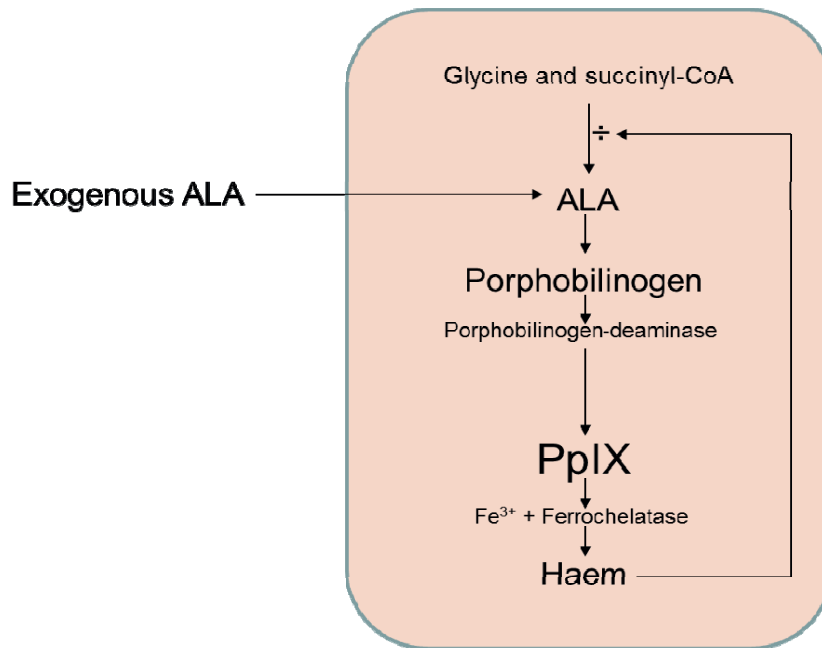 Glycine and succinyl-CoA
÷
Exogenous ALA
ALA
Porphobilinogen
Porphobilinogen-deaminase
PpIX
Fe³⁺ + Ferrochelatase
Haem